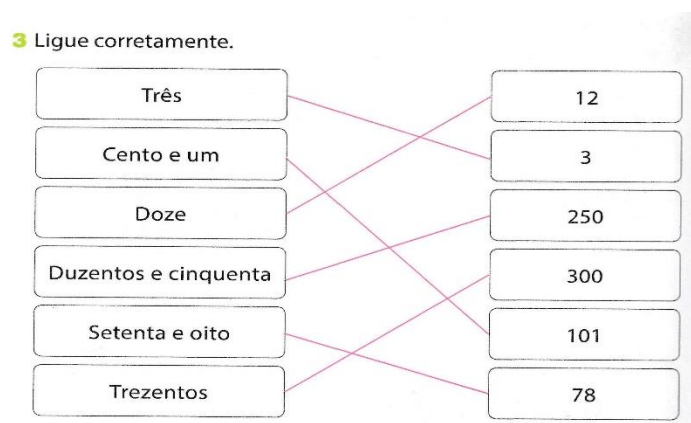 3 Ligue corretamente.
Três 12
Cento e um 3
Doze 250
Duzentos e cinquenta 300
Setenta e oito 101
Trezentos 78